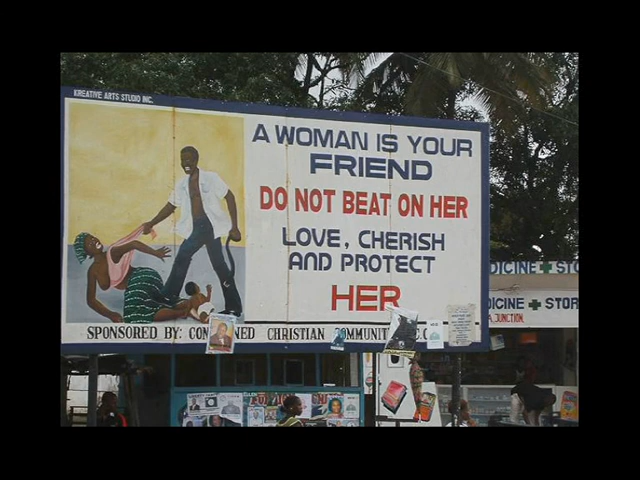 KREATIVE ARTS STUDIO INC.
A WOMAN IS YOUR
FRIEND
DO NOT BEAT ON HER
LOVE, CHERISH
AND PROTECT
HER
SPONSORED BY: CHRISTIAN
DICINE + STO
DICINE + STOR
JUNCTION